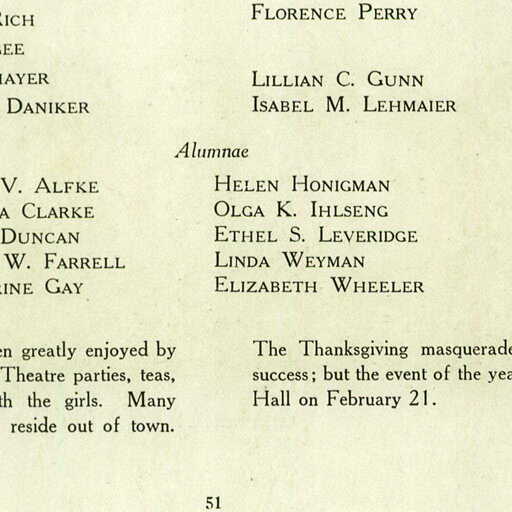 RICH
FLORENCE PERRY
LEE
MAYER
LILLIAN C. GUNN
DANIKER
ISABEL M. LEHMAIER
Alumnae
V. ALFKE
HELEN HONIGMAN
A CLARKE
OLGA K. IHLSENG
DUNCAN
ETHEL S. LEVERIDGE
W. FARRELL
LINDA WEYMAN
RINE GAY
ELIZABETH WHEELER
en greatly enjoyed by
Theatre parties, teas,
th the girls. Many
reside out of town.
The Thanksgiving masquerade
success; but the event of the yea
Hall on February 21.
51